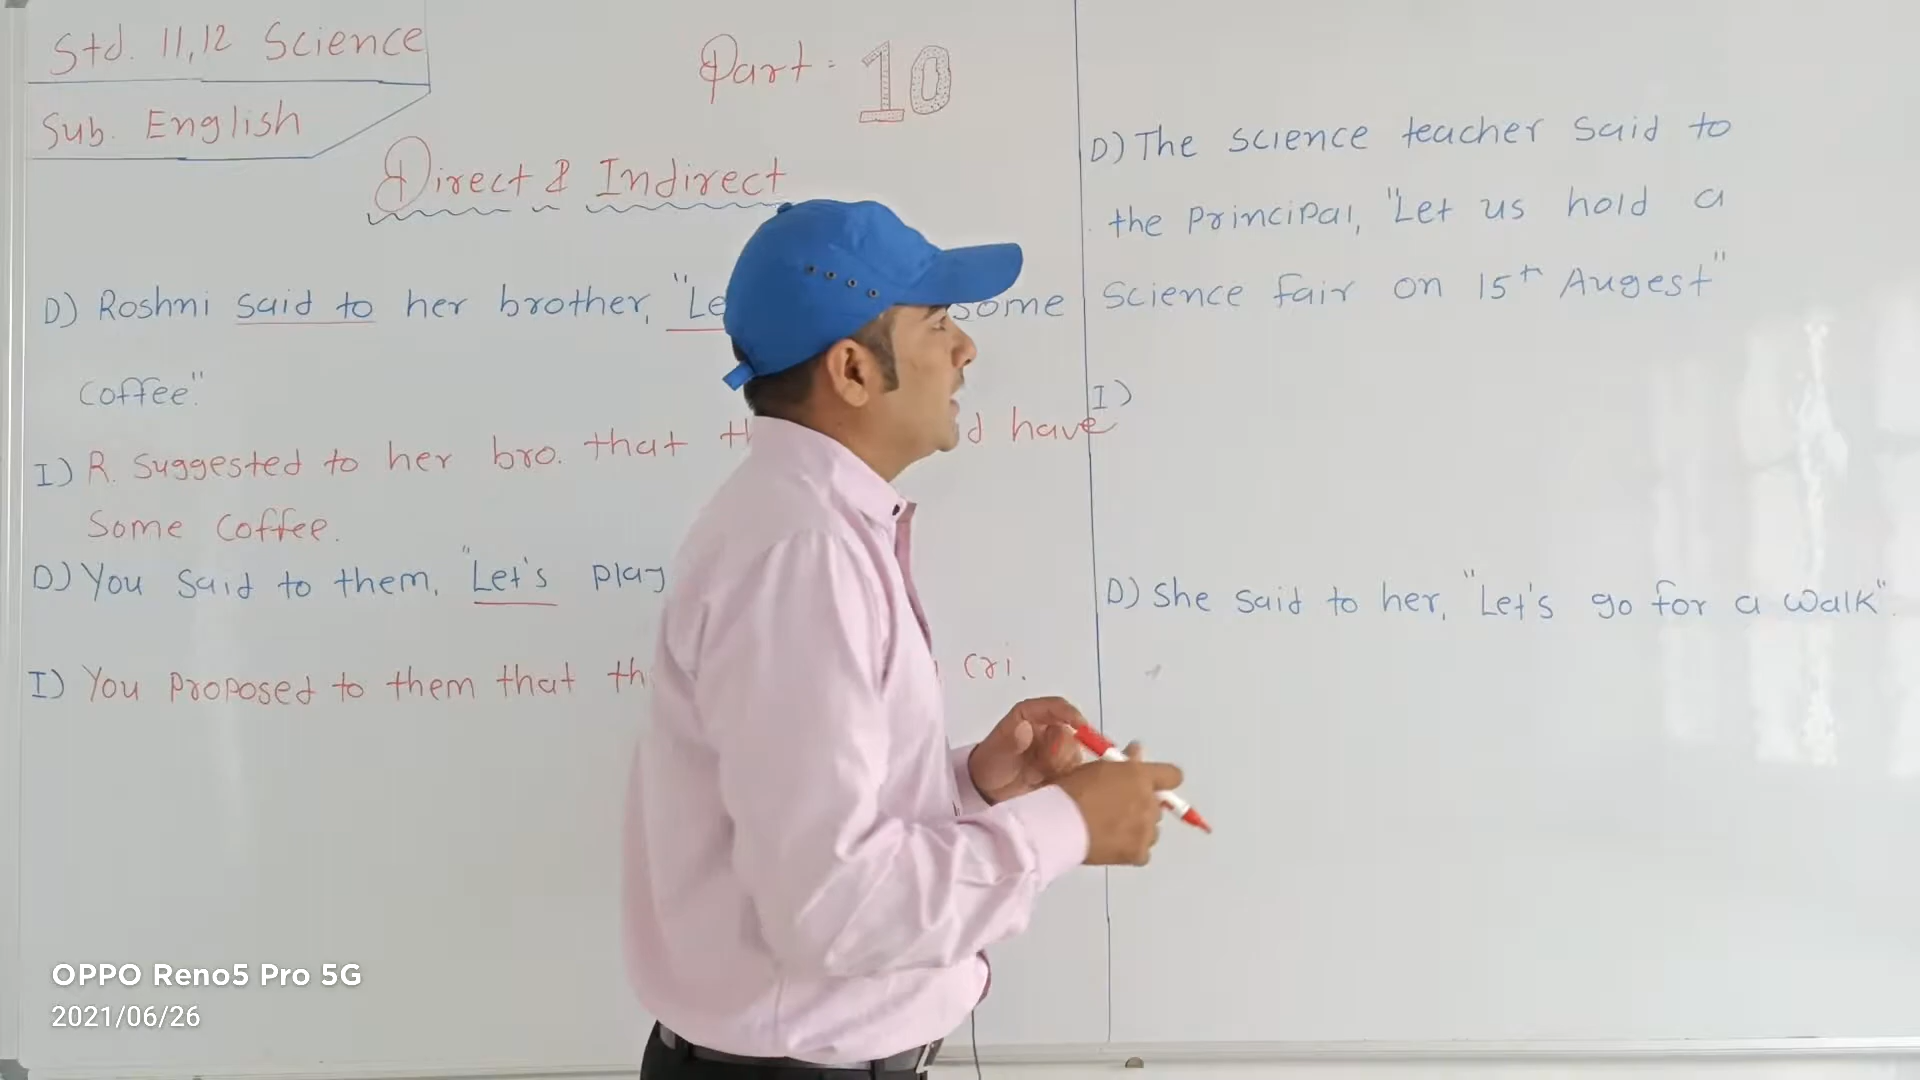 Std. 11,12 Science
Sub. English
Part : 10
Direct & Indirect
D) Roshni said to her brother, "Le some
coffee".
I) R. suggested to her bro. that th d have
Some coffee.
D) You said to them, "Let's play
I) You proposed to them that th cri.
D) The science teacher said to
the principal, "Let us hold a
science fair on 15th Augest"
I)
D) She said to her, "Let's go for a walk".
OPPO Reno5 Pro 5G
2021/06/26